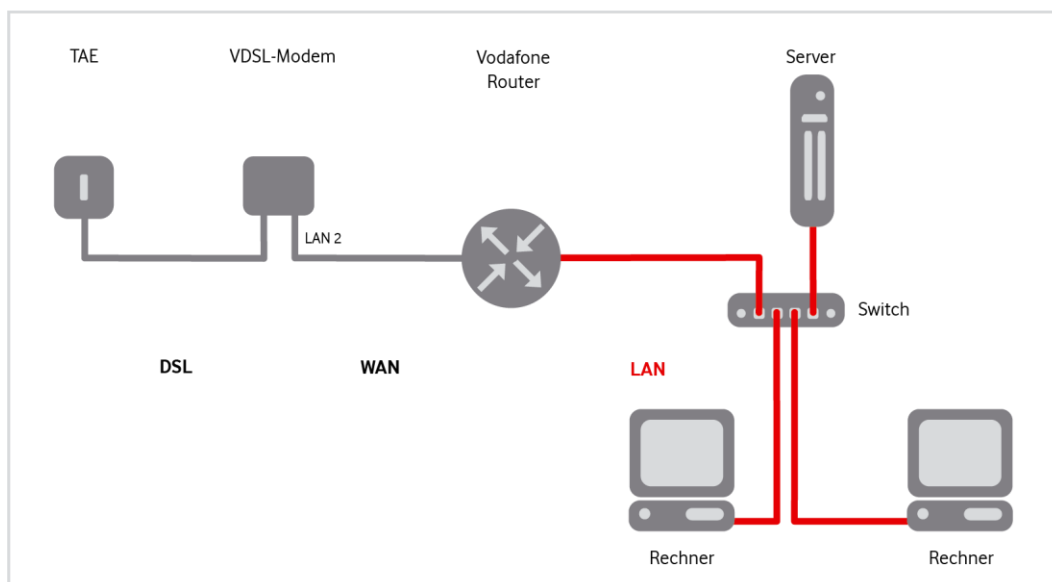 TAE
VDSL-Modem
Vodafone
Router
Server
LAN 2
Switch
DSL
WAN
LAN
Rechner
Rechner